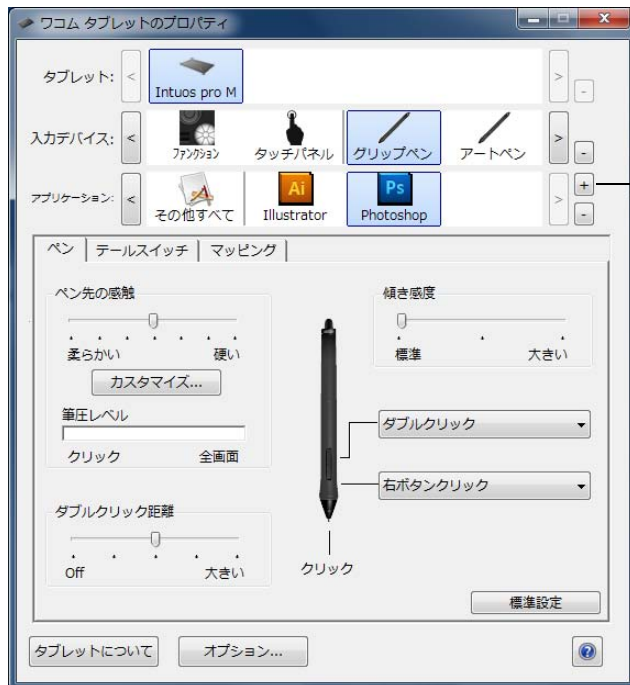 ワコム タブレットのプロパティ
タブレット:
<
Intuos pro M
>
-
入力デバイス:
<
ファンクション
タッチパネル
グリップペン
アートペン
>
-
アプリケーション:
<
その他すべて
Ai
Illustrator
Ps
Photoshop
>
+
-
ペン
テールスイッチ
マッピング
ペン先の感触
柔らかい
硬い
カスタマイズ...
筆圧レベル
クリック
全画面
ダブルクリック距離
Off
大きい
傾き感度
標準
大きい
ダブルクリック
右ボタンクリック
クリック
標準設定
タブレットについて
オプション...
?